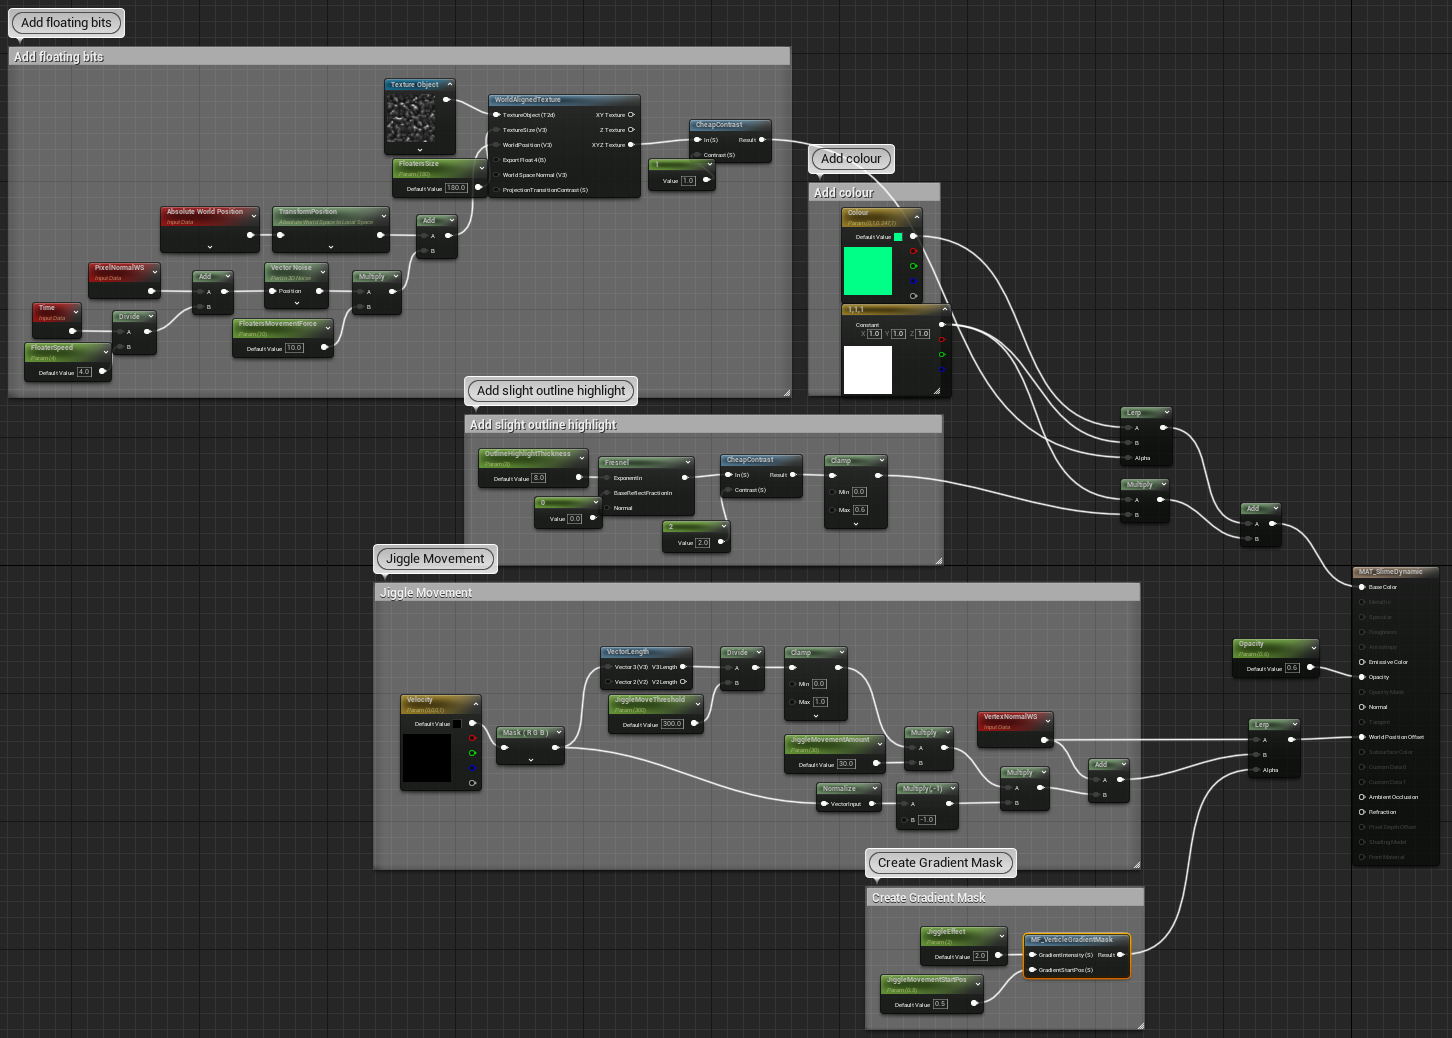 Add floating bits
Add floating bits
Texture Object
WorldAlignedTexture
TextureObject (T2d)
XY Texture
TextureSize (V3)
Z Texture
WorldPosition (V3)
XYZ Texture
Export Float 4 (B)
World Space Normal (V3)
ProjectionTransitionContrast (S)
CheapContrast
In (S)
Result
Contrast (S)
1
Value 1.0
FloatersSize
Param (180)
Default Value 180.0
Absolute World Position
Input Data
TransformPosition
Absolute World Space to Local Space
Add
A
B
PixelNormalWS
Input Data
Add
A
B
Vector Noise
Position
Multiply
A
B
Time
Input Data
Divide
A
B
FloatersMovementForce
Param (10)
Default Value 10.0
FloaterSpeed
Param (4)
Default Value 4.0
Add colour
Add colour
Colour
Default Value
1,1,1
Constant
X 1.0 Y 1.0 Z 1.0
Add slight outline highlight
Add slight outline highlight
OutlineHighlightThickness
Param (8)
Default Value 8.0
Fresnel
ExponentIn
BaseReflectFractionIn
Normal
0
Value 0.0
CheapContrast
In (S)
Result
Contrast (S)
2
Value 2.0
Clamp
Min 0.0
Max 0.6
Lerp
A
B
Alpha
Multiply
A
B
Add
A
B
Jiggle Movement
Jiggle Movement
Velocity
Param (0,0,0,1)
Default Value
Mask ( R G B )
VectorLength
Vector 3 (V3)
V3 Length
Vector 2 (V2)
V2 Length
JiggleMoveThreshold
Param (300)
Default Value 300.0
Divide
A
B
Clamp
Min 0.0
Max 1.0
JiggleMovementAmount
Param (30)
Default Value 30.0
Multiply
A
B
Normalize
VectorInput
Multiply(,-1)
A
B -1.0
VertexNormalWS
Input Data
Multiply
A
B
Add
A
B
Create Gradient Mask
Create Gradient Mask
JiggleEffect
Param (2)
Default Value 2.0
JiggleMovementStartPos
Param (0.5)
Default Value 0.5
MF_VerticleGradientMask
GradientIntensity (S)
Result
GradientStartPos (S)
Opacity
Param (0.6)
Default Value 0.6
Lerp
A
B
Alpha
MAT_SlimeDynamic
Base Color
Metallic
Specular
Roughness
Anisotropy
Emissive Color
Opacity
Opacity Mask
Normal
Tangent
World Position Offset
Subsurface Color
Custom Data 0
Custom Data 1
Ambient Occlusion
Refraction
Pixel Depth Offset
Shading Model
Front Material